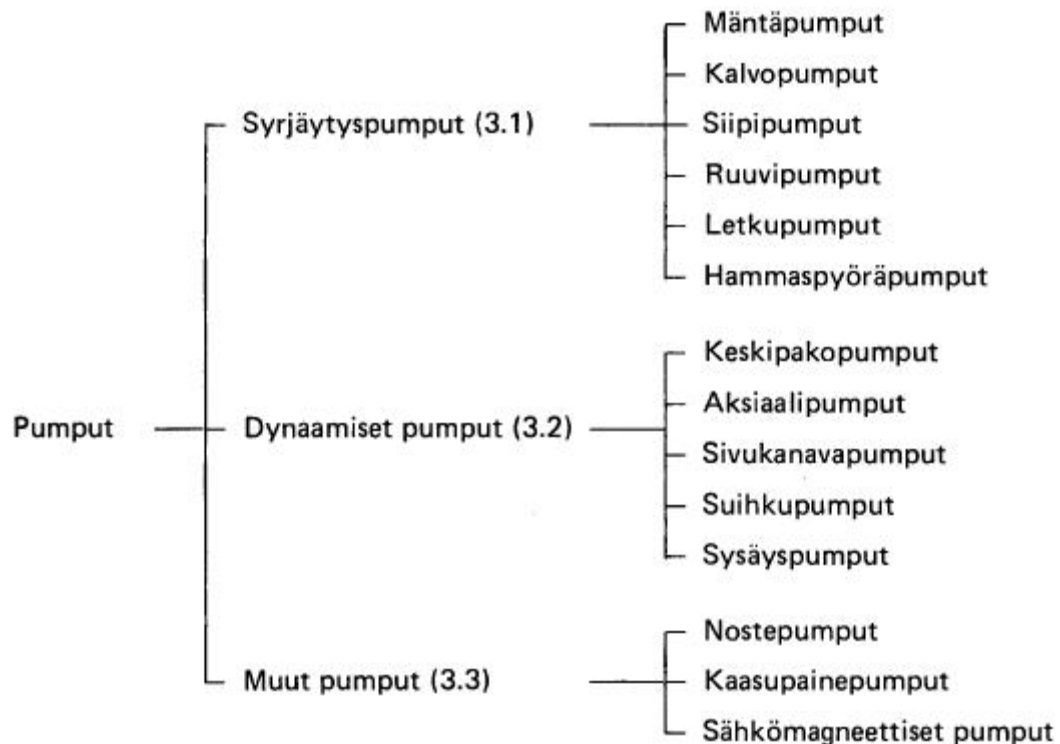 Pumput
Syrjäytyspumput (3.1)
Mäntäpumput
Kalvopumput
Siipipumput
Ruuvipumput
Letkupumput
Hammaspyöräpumput
Dynaamiset pumput (3.2)
Keskipakopumput
Aksiaalipumput
Sivukanavapumput
Suihkupumput
Sysäyspumput
Muut pumput (3.3)
Nostepumput
Kaasupainepumput
Sähkömagneettiset pumput